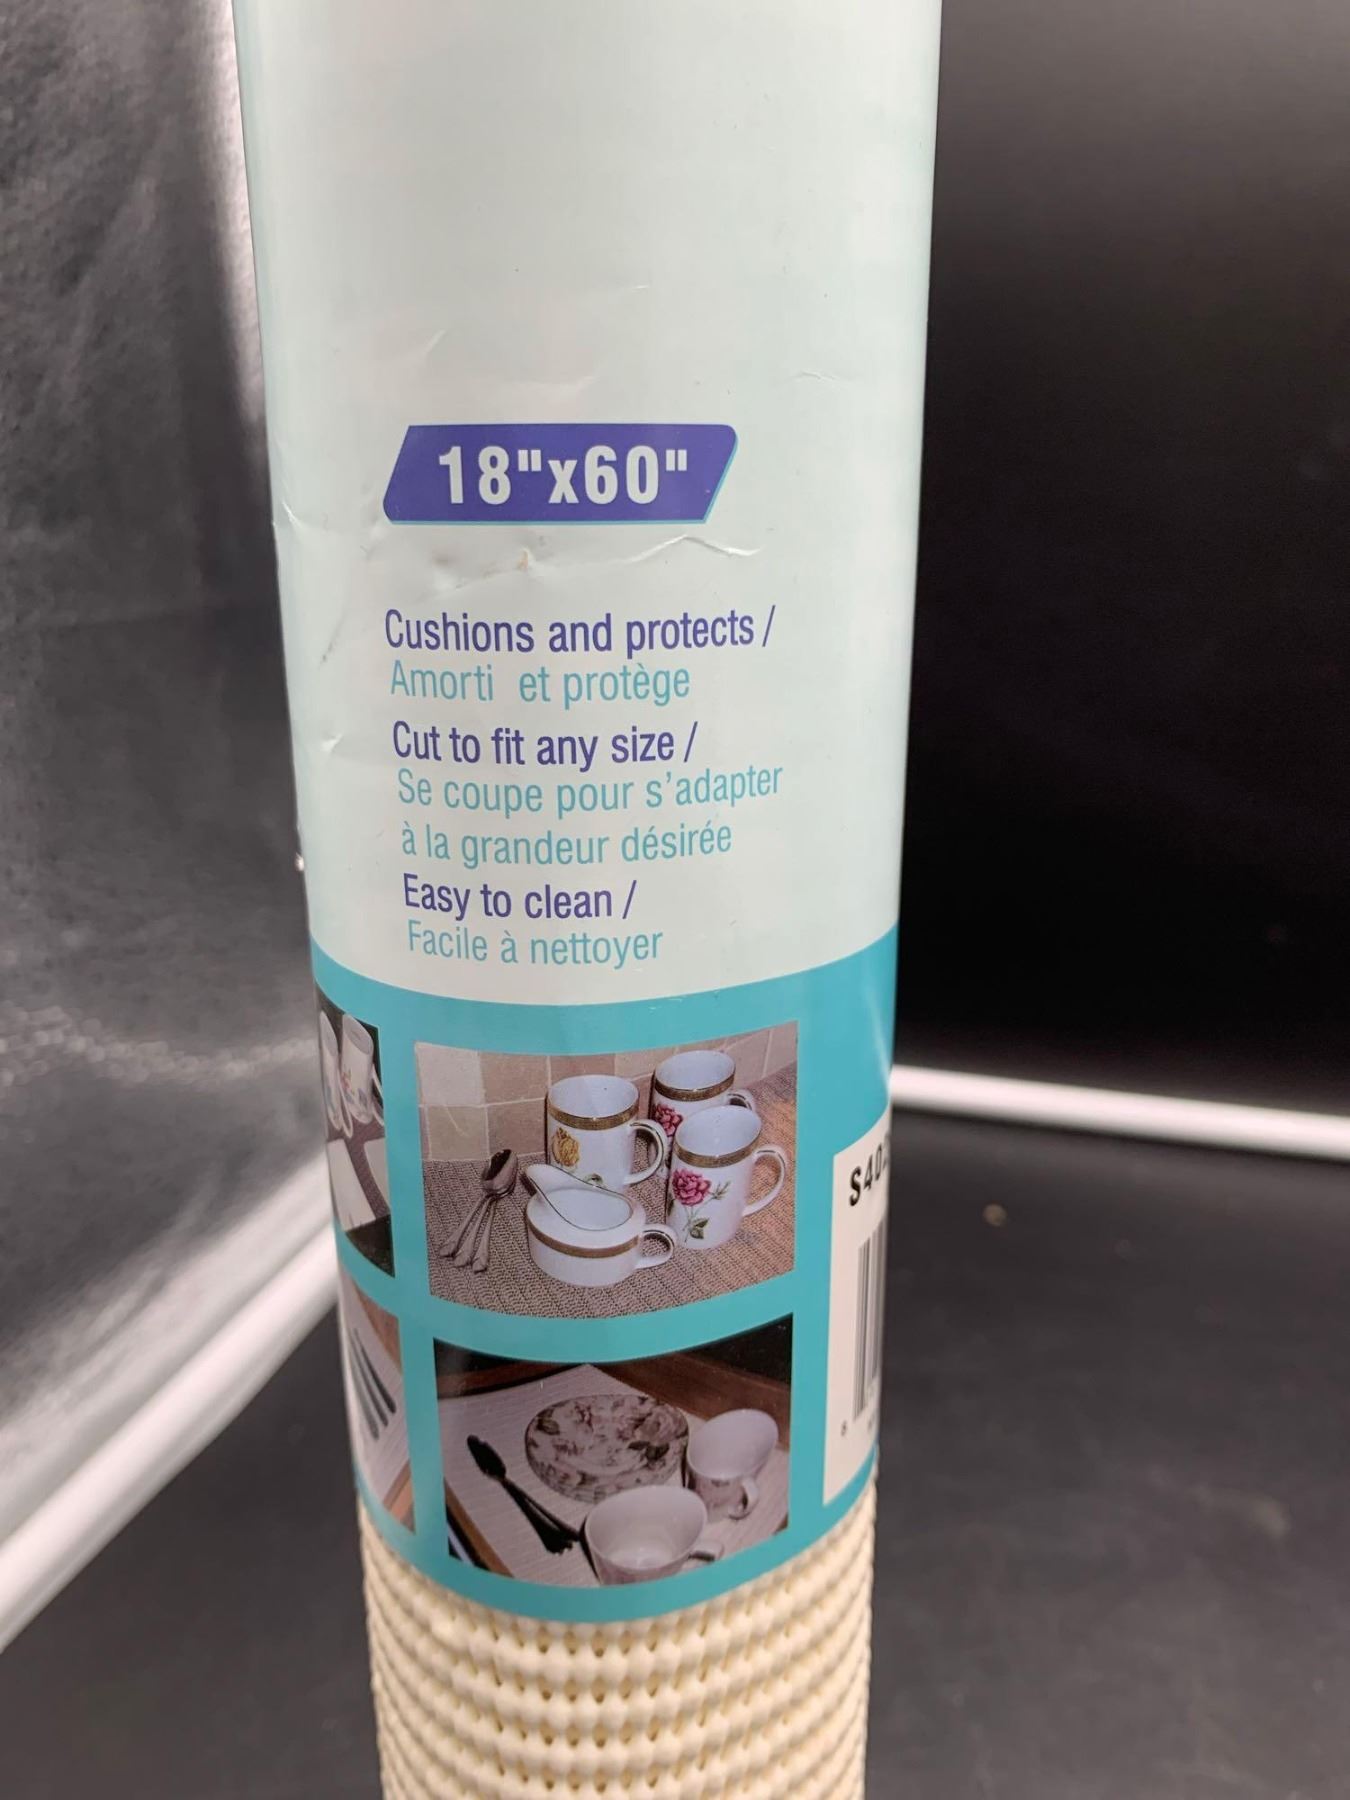 18"x60"
Cushions and protects /
Amorti et protège
Cut to fit any size /
Se coupe pour s'adapter
à la grandeur désirée
Easy to clean /
Facile à nettoyer